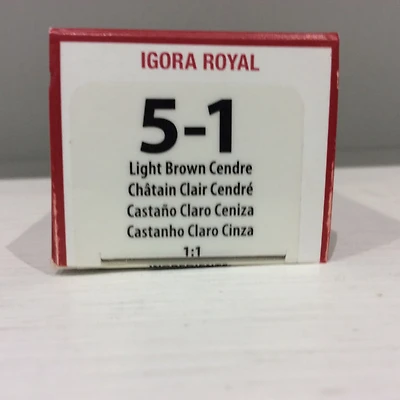 IGORA ROYAL
5-1
Light Brown Cendre
Châtain Clair Cendré
Castaño Claro Ceniza
Castanho Claro Cinza
1:1